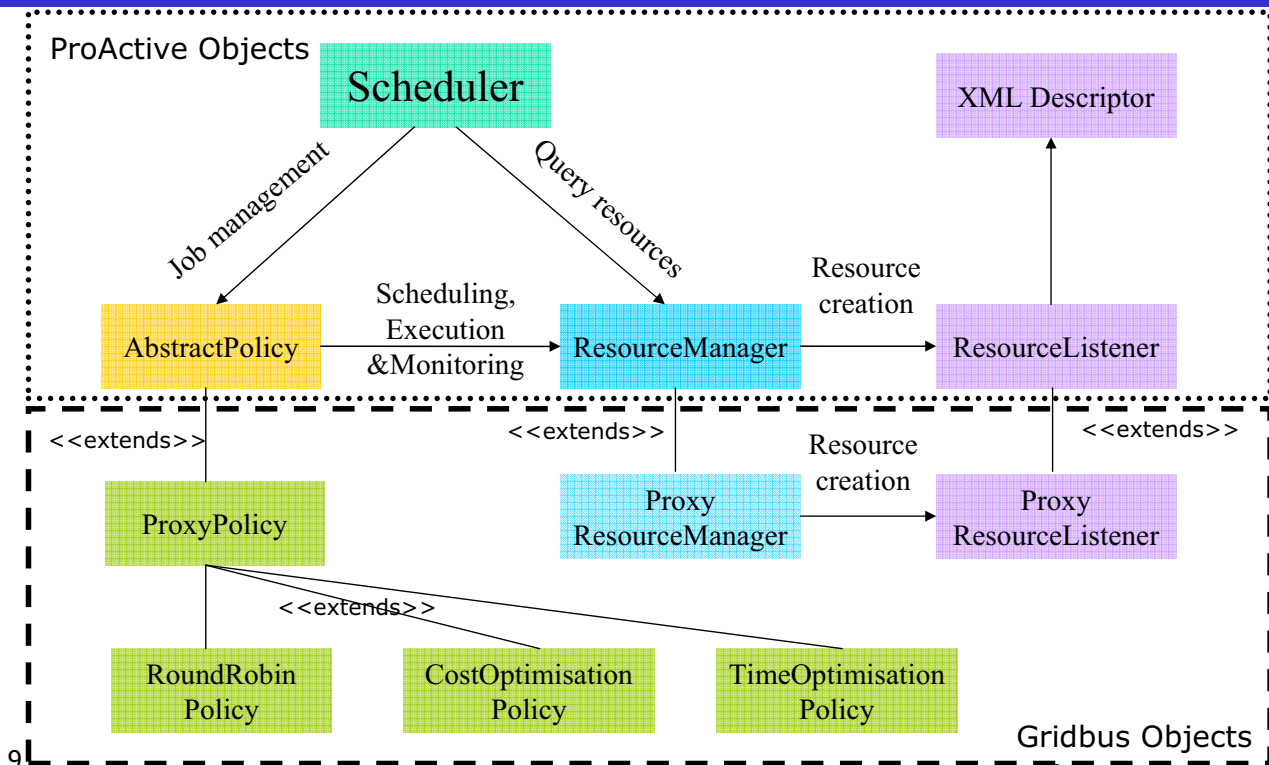 ProActive Objects
Scheduler
XML Descriptor
Job management
Query resources
AbstractPolicy
Scheduling,
Execution
&Monitoring
ResourceManager
Resource
creation
ResourceListener
<<extends>>
<<extends>>
<<extends>>
ProxyPolicy
Proxy
ResourceManager
Resource
creation
Proxy
ResourceListener
<<extends>>
RoundRobin
Policy
CostOptimisation
Policy
TimeOptimisation
Policy
Gridbus Objects
9